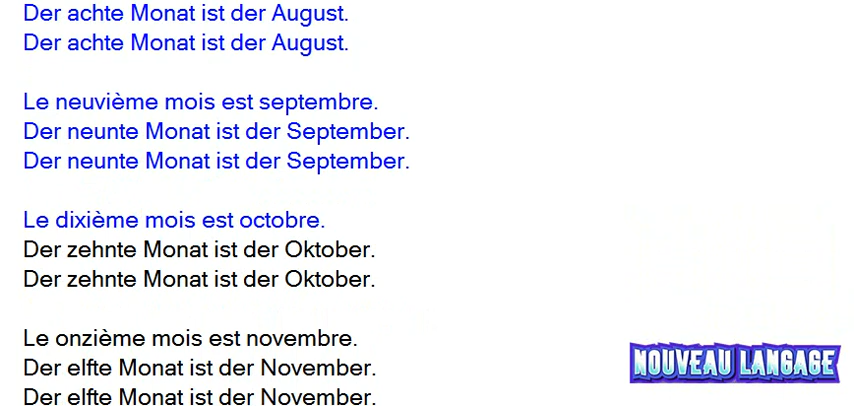 Der achte Monat ist der August.
Der achte Monat ist der August.
Le neuvième mois est septembre.
Der neunte Monat ist der September.
Der neunte Monat ist der September.
Le dixième mois est octobre.
Der zehnte Monat ist der Oktober.
Der zehnte Monat ist der Oktober.
Le onzième mois est novembre.
Der elfte Monat ist der November.
Der elfte Monat ist der November.
NOUVEAU LANGAGE